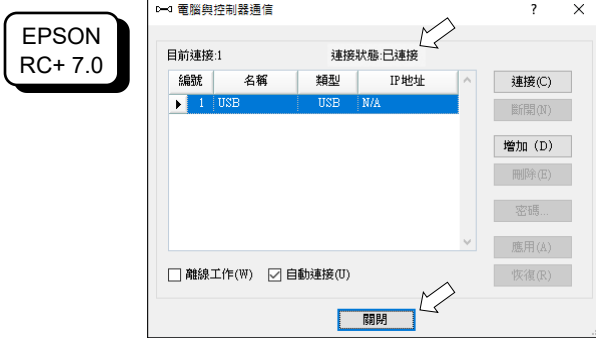 EPSON
RC+ 7.0
電腦與控制器通信
目前連接:1
連接狀態:已連接
編號 名稱 類型 IP地址
1 USB USB N/A
連接(C)
斷開(N)
增加 (D)
刪除(E)
密碼...
應用(A)
恢復(R)
離線工作(W) 自動連接(U)
關閉